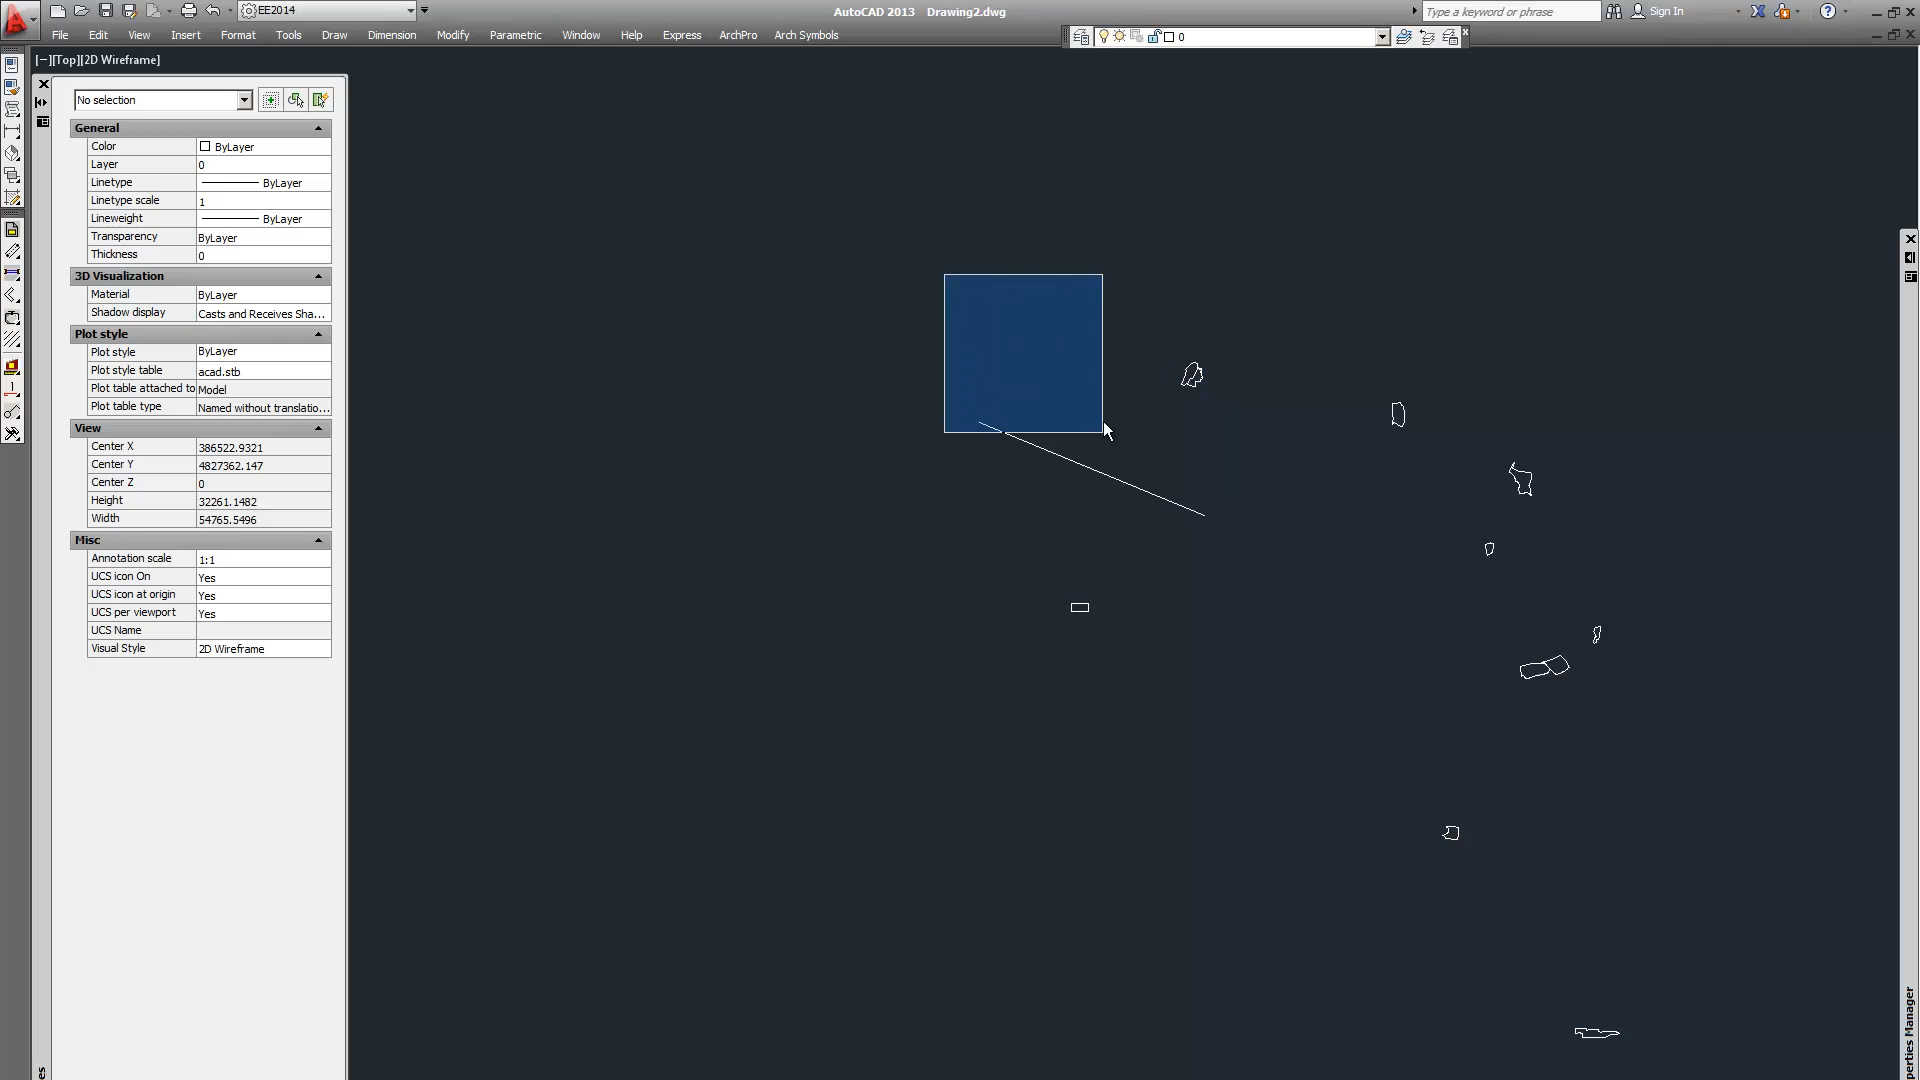 EE2014
AutoCAD 2013 Drawing2.dwg
Type a keyword or phrase
Sign In
File Edit View Insert Format Tools Draw Dimension Modify Parametric Window Help Express ArchPro Arch Symbols
0
[−][Top][2D Wireframe]
No selection
General
Color ByLayer
Layer 0
Linetype ByLayer
Linetype scale 1
Lineweight ByLayer
Transparency ByLayer
Thickness 0
3D Visualization
Material ByLayer
Shadow display Casts and Receives Sha...
Plot style
Plot style ByLayer
Plot style table acad.stb
Plot table attached to Model
Plot table type Named without translatio...
View
Center X 386522.9321
Center Y 4827362.147
Center Z 0
Height 32261.1482
Width 54765.5496
Misc
Annotation scale 1:1
UCS icon On Yes
UCS icon at origin Yes
UCS per viewport Yes
UCS Name
Visual Style 2D Wireframe
es
perties Manager